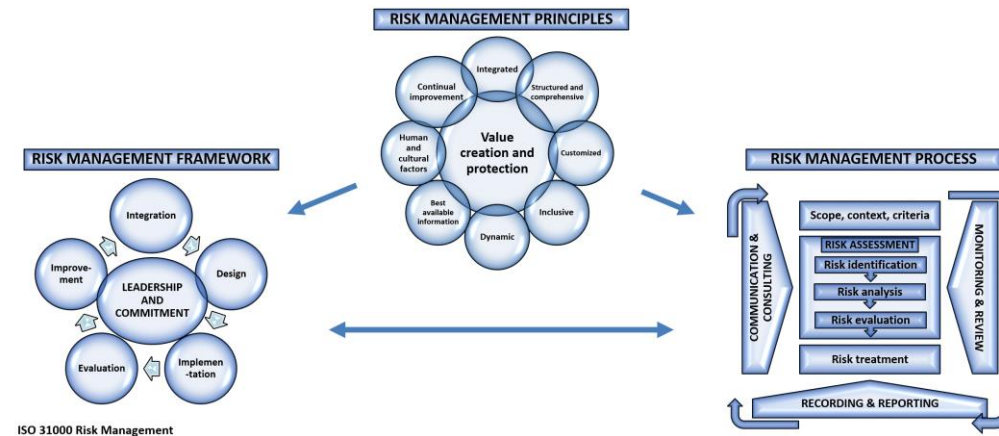 RISK MANAGEMENT PRINCIPLES
Integrated
Structured and
comprehensive
Customized
Inclusive
Dynamic
Best
available
information
Human
and
cultural
factors
Continual
improvement
Value
creation and
protection
RISK MANAGEMENT FRAMEWORK
Integration
Design
Implemen
-tation
Evaluation
Improve-
ment
LEADERSHIP
AND
COMMITMENT
RISK MANAGEMENT PROCESS
COMMUNICATION &
CONSULTING
Scope, context, criteria
RISK ASSESSMENT
Risk identification
Risk analysis
Risk evaluation
Risk treatment
MONITORING & REVIEW
RECORDING & REPORTING
ISO 31000 Risk Management